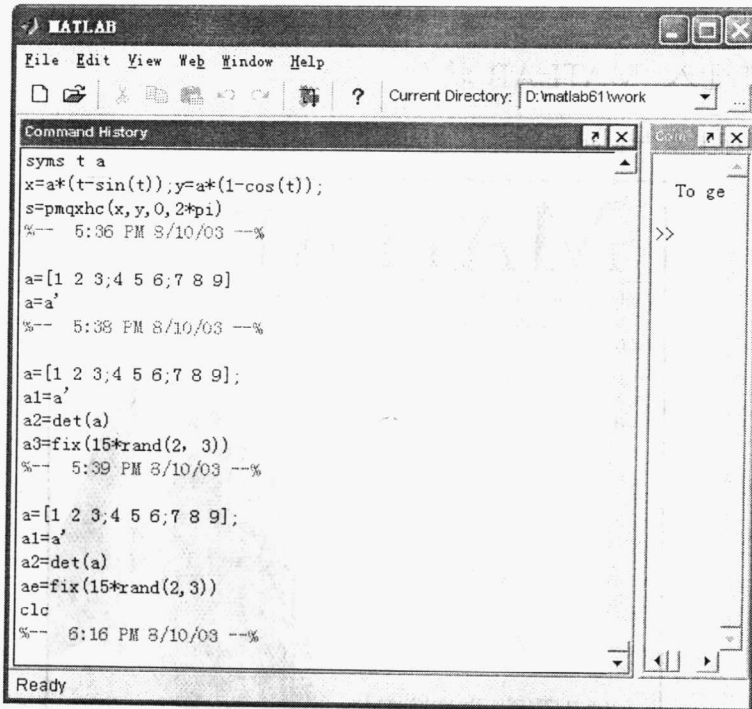 MATLAB
File Edit View Web Window Help
? Current Directory: D:\matlab61\work ...
Command History
syms t a
x=a*(t-sin(t));y=a*(1-cos(t));
s=pmqxhc(x,y,0,2*pi)
%-- 5:36 PM 8/10/03 --%
a=[1 2 3;4 5 6;7 8 9]
a=a'
%-- 5:38 PM 8/10/03 --%
a=[1 2 3;4 5 6;7 8 9];
a1=a'
a2=det(a)
a3=fix(15*rand(2, 3))
%-- 5:39 PM 8/10/03 --%
a=[1 2 3;4 5 6;7 8 9];
a1=a'
a2=det(a)
ae=fix(15*rand(2,3))
clc
%-- 6:16 PM 8/10/03 --%
To ge
>>
Ready